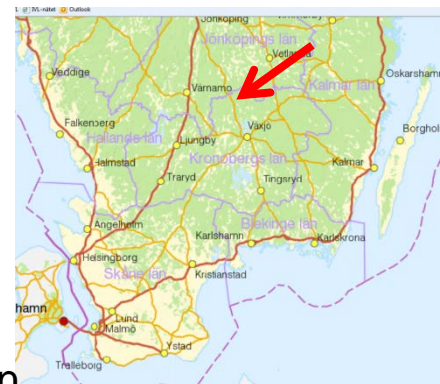 IVL-nätet Outlook
Jönköping
Jönköpings län
Vetlanda
Oskarsham
Värnamo
Kalmar län
Veddige
Falkenberg
Hallands län
Ljungby
Växjö
Borgholm
Kronobergs län
Halmstad
Traryd
Tingsryd
Kalmar
Ängelholm
Karlshamn
Blekinge län
Karlskrona
Helsingborg
Skåne län
Kristianstad
hamn
Lund
Malmö
Ystad
Trelleborg